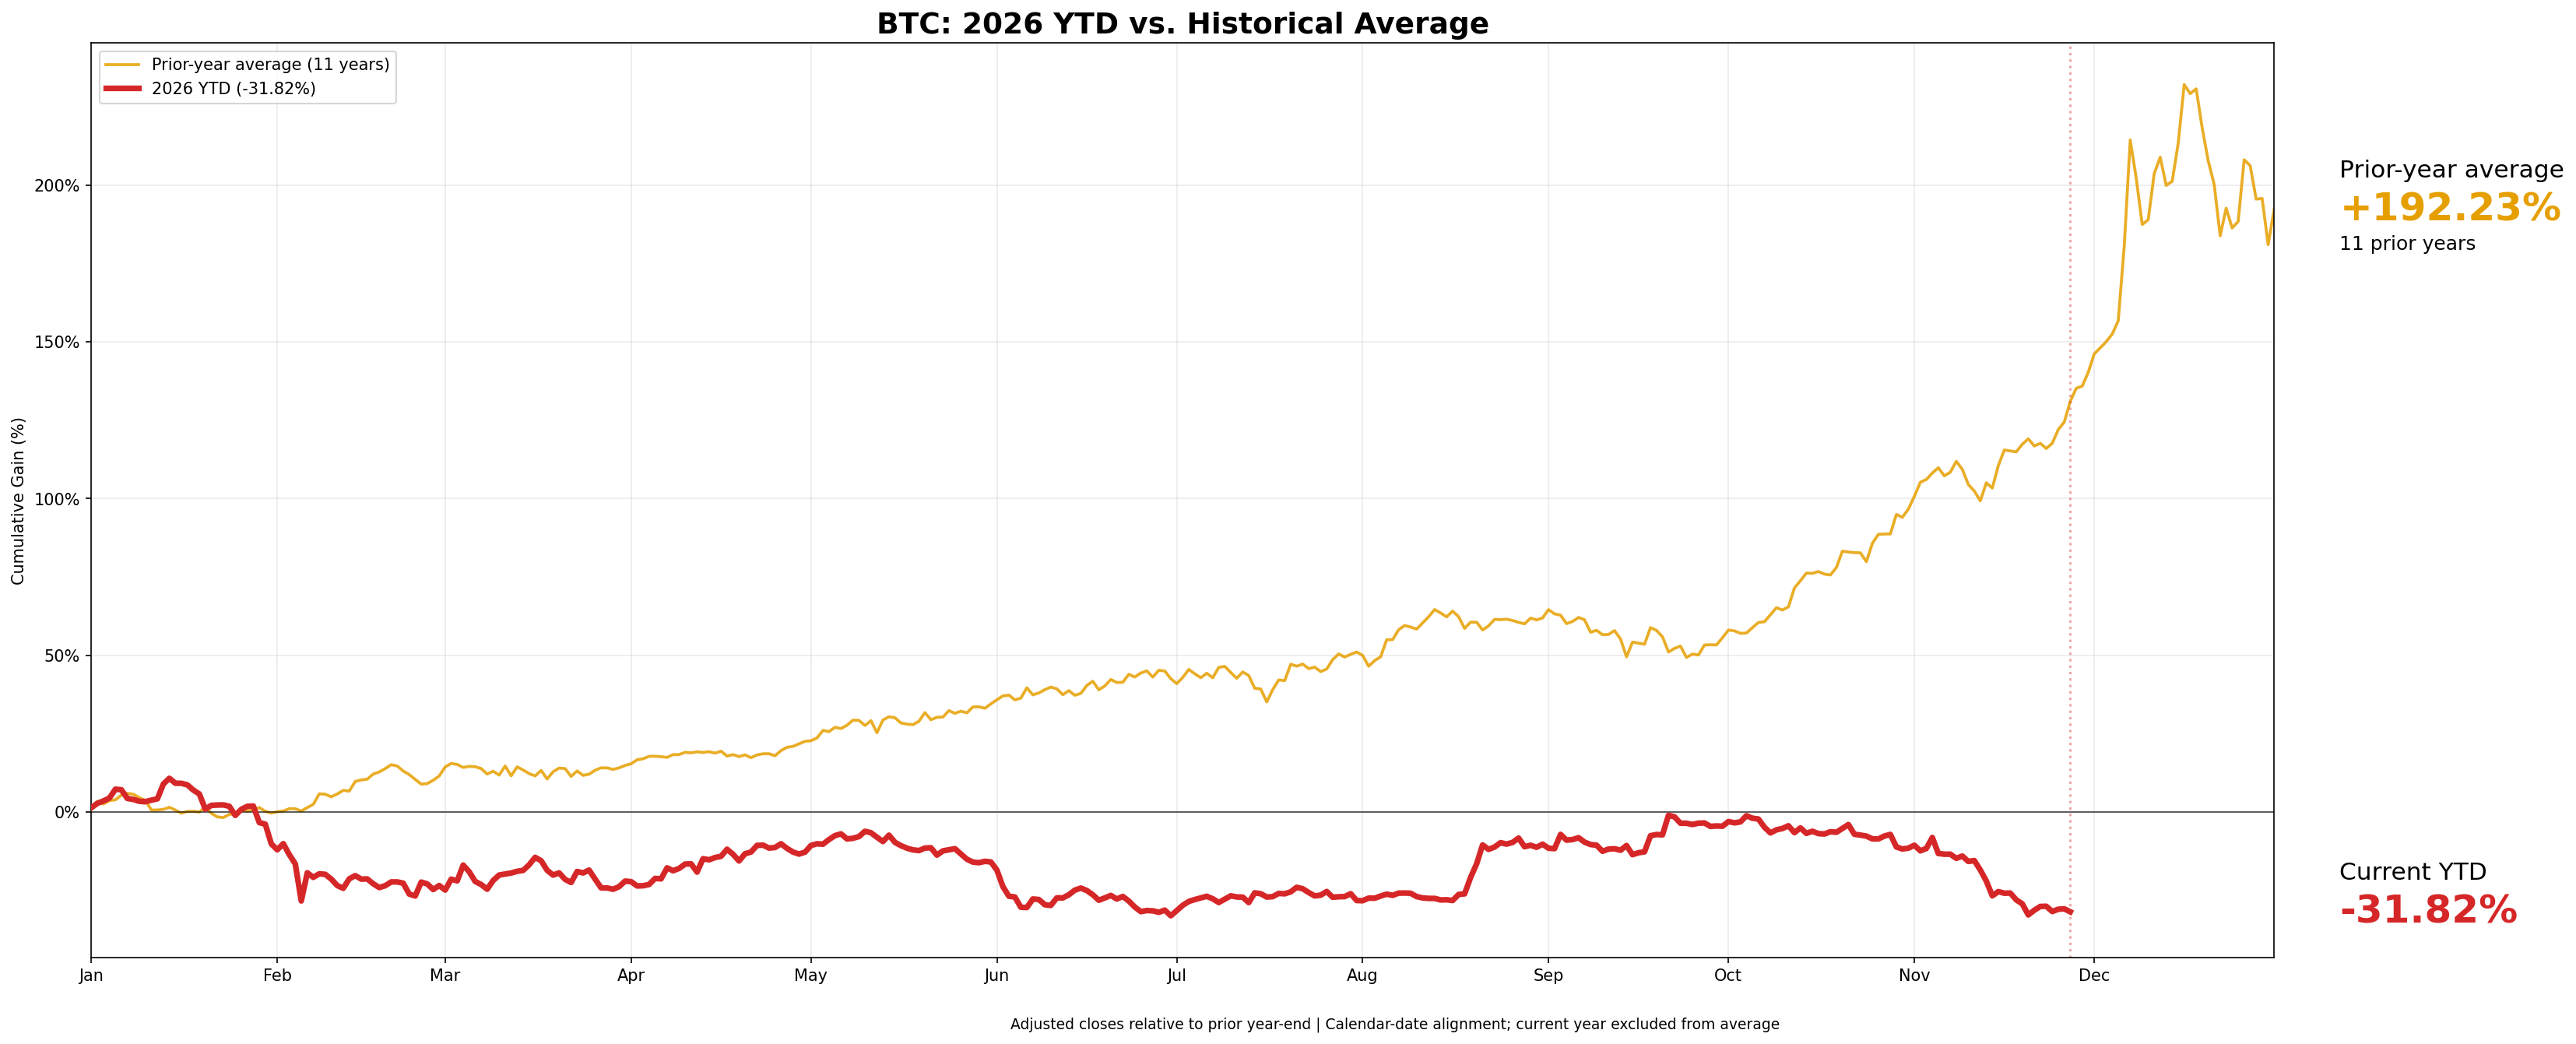 BTC: 2026 YTD vs. Historical Average
Prior-year average (11 years)
2026 YTD (-31.82%)
Cumulative Gain (%)
200%
150%
100%
50%
0%
Jan Feb Mar Apr May Jun Jul Aug Sep Oct Nov Dec
Prior-year average
+192.23%
11 prior years
Current YTD
-31.82%
Adjusted closes relative to prior year-end | Calendar-date alignment; current year excluded from average